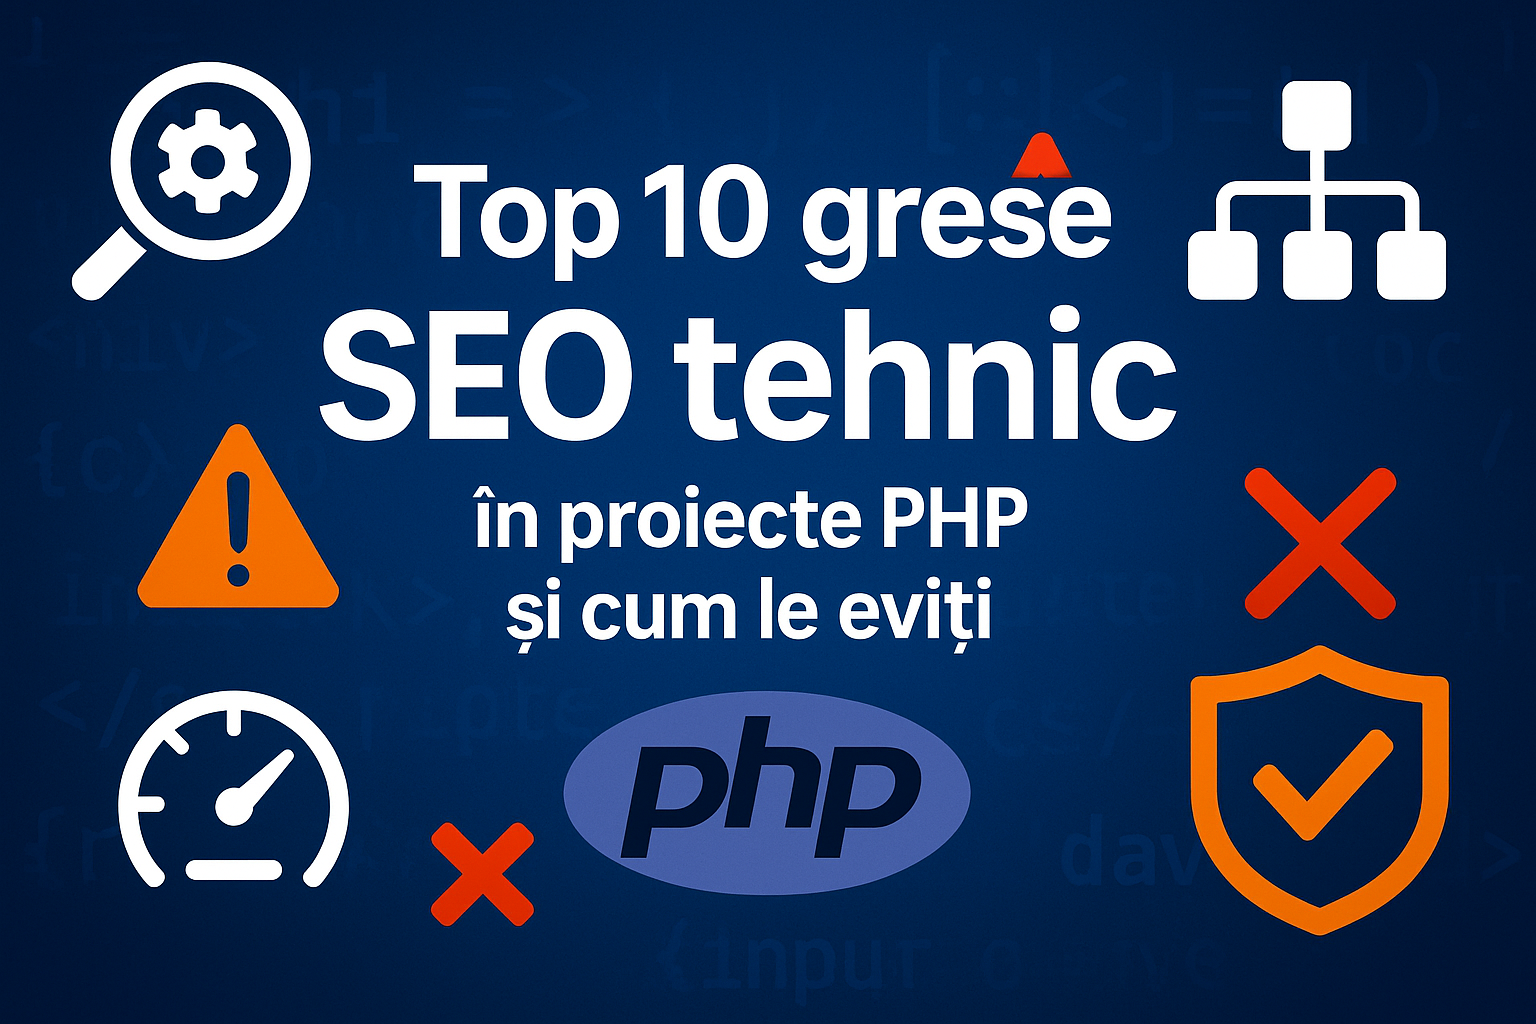 Top 10 grese
SEO tehnic
în proiecte PHP
și cum le eviți
php